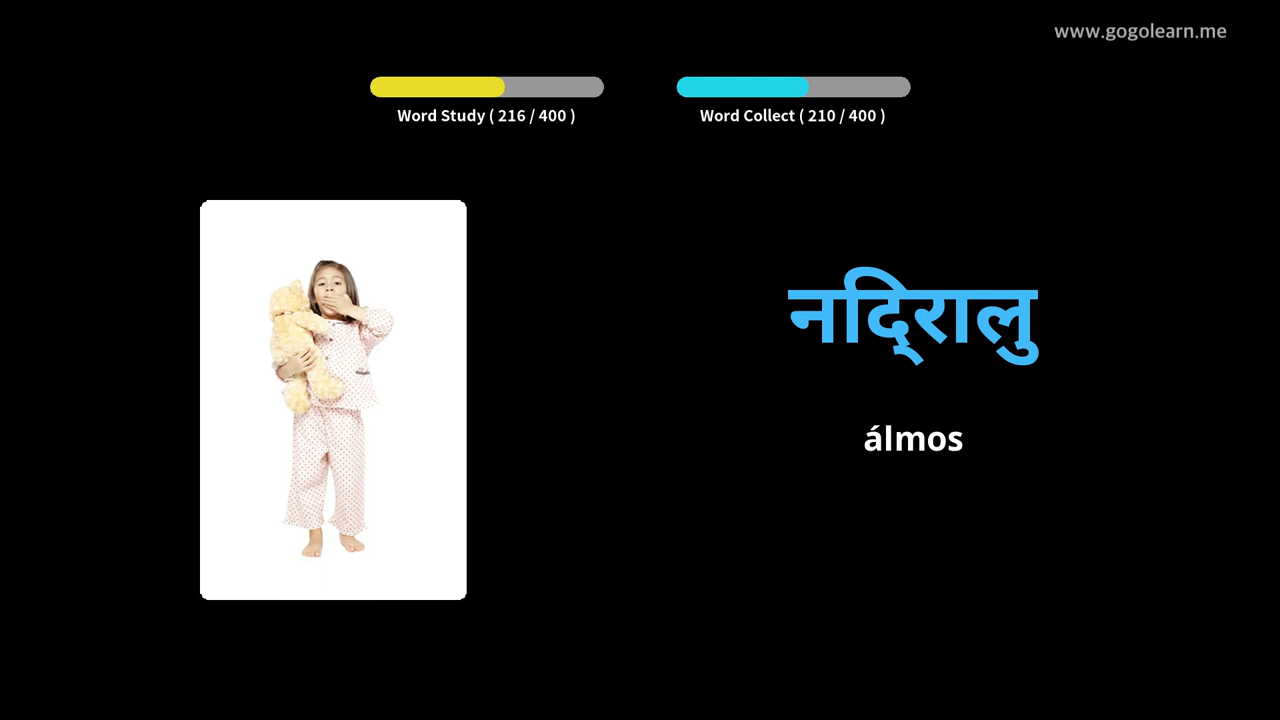 www.gogolearn.me
Word Study ( 216 / 400 )
Word Collect ( 210 / 400 )
नदि्रालु
álmos